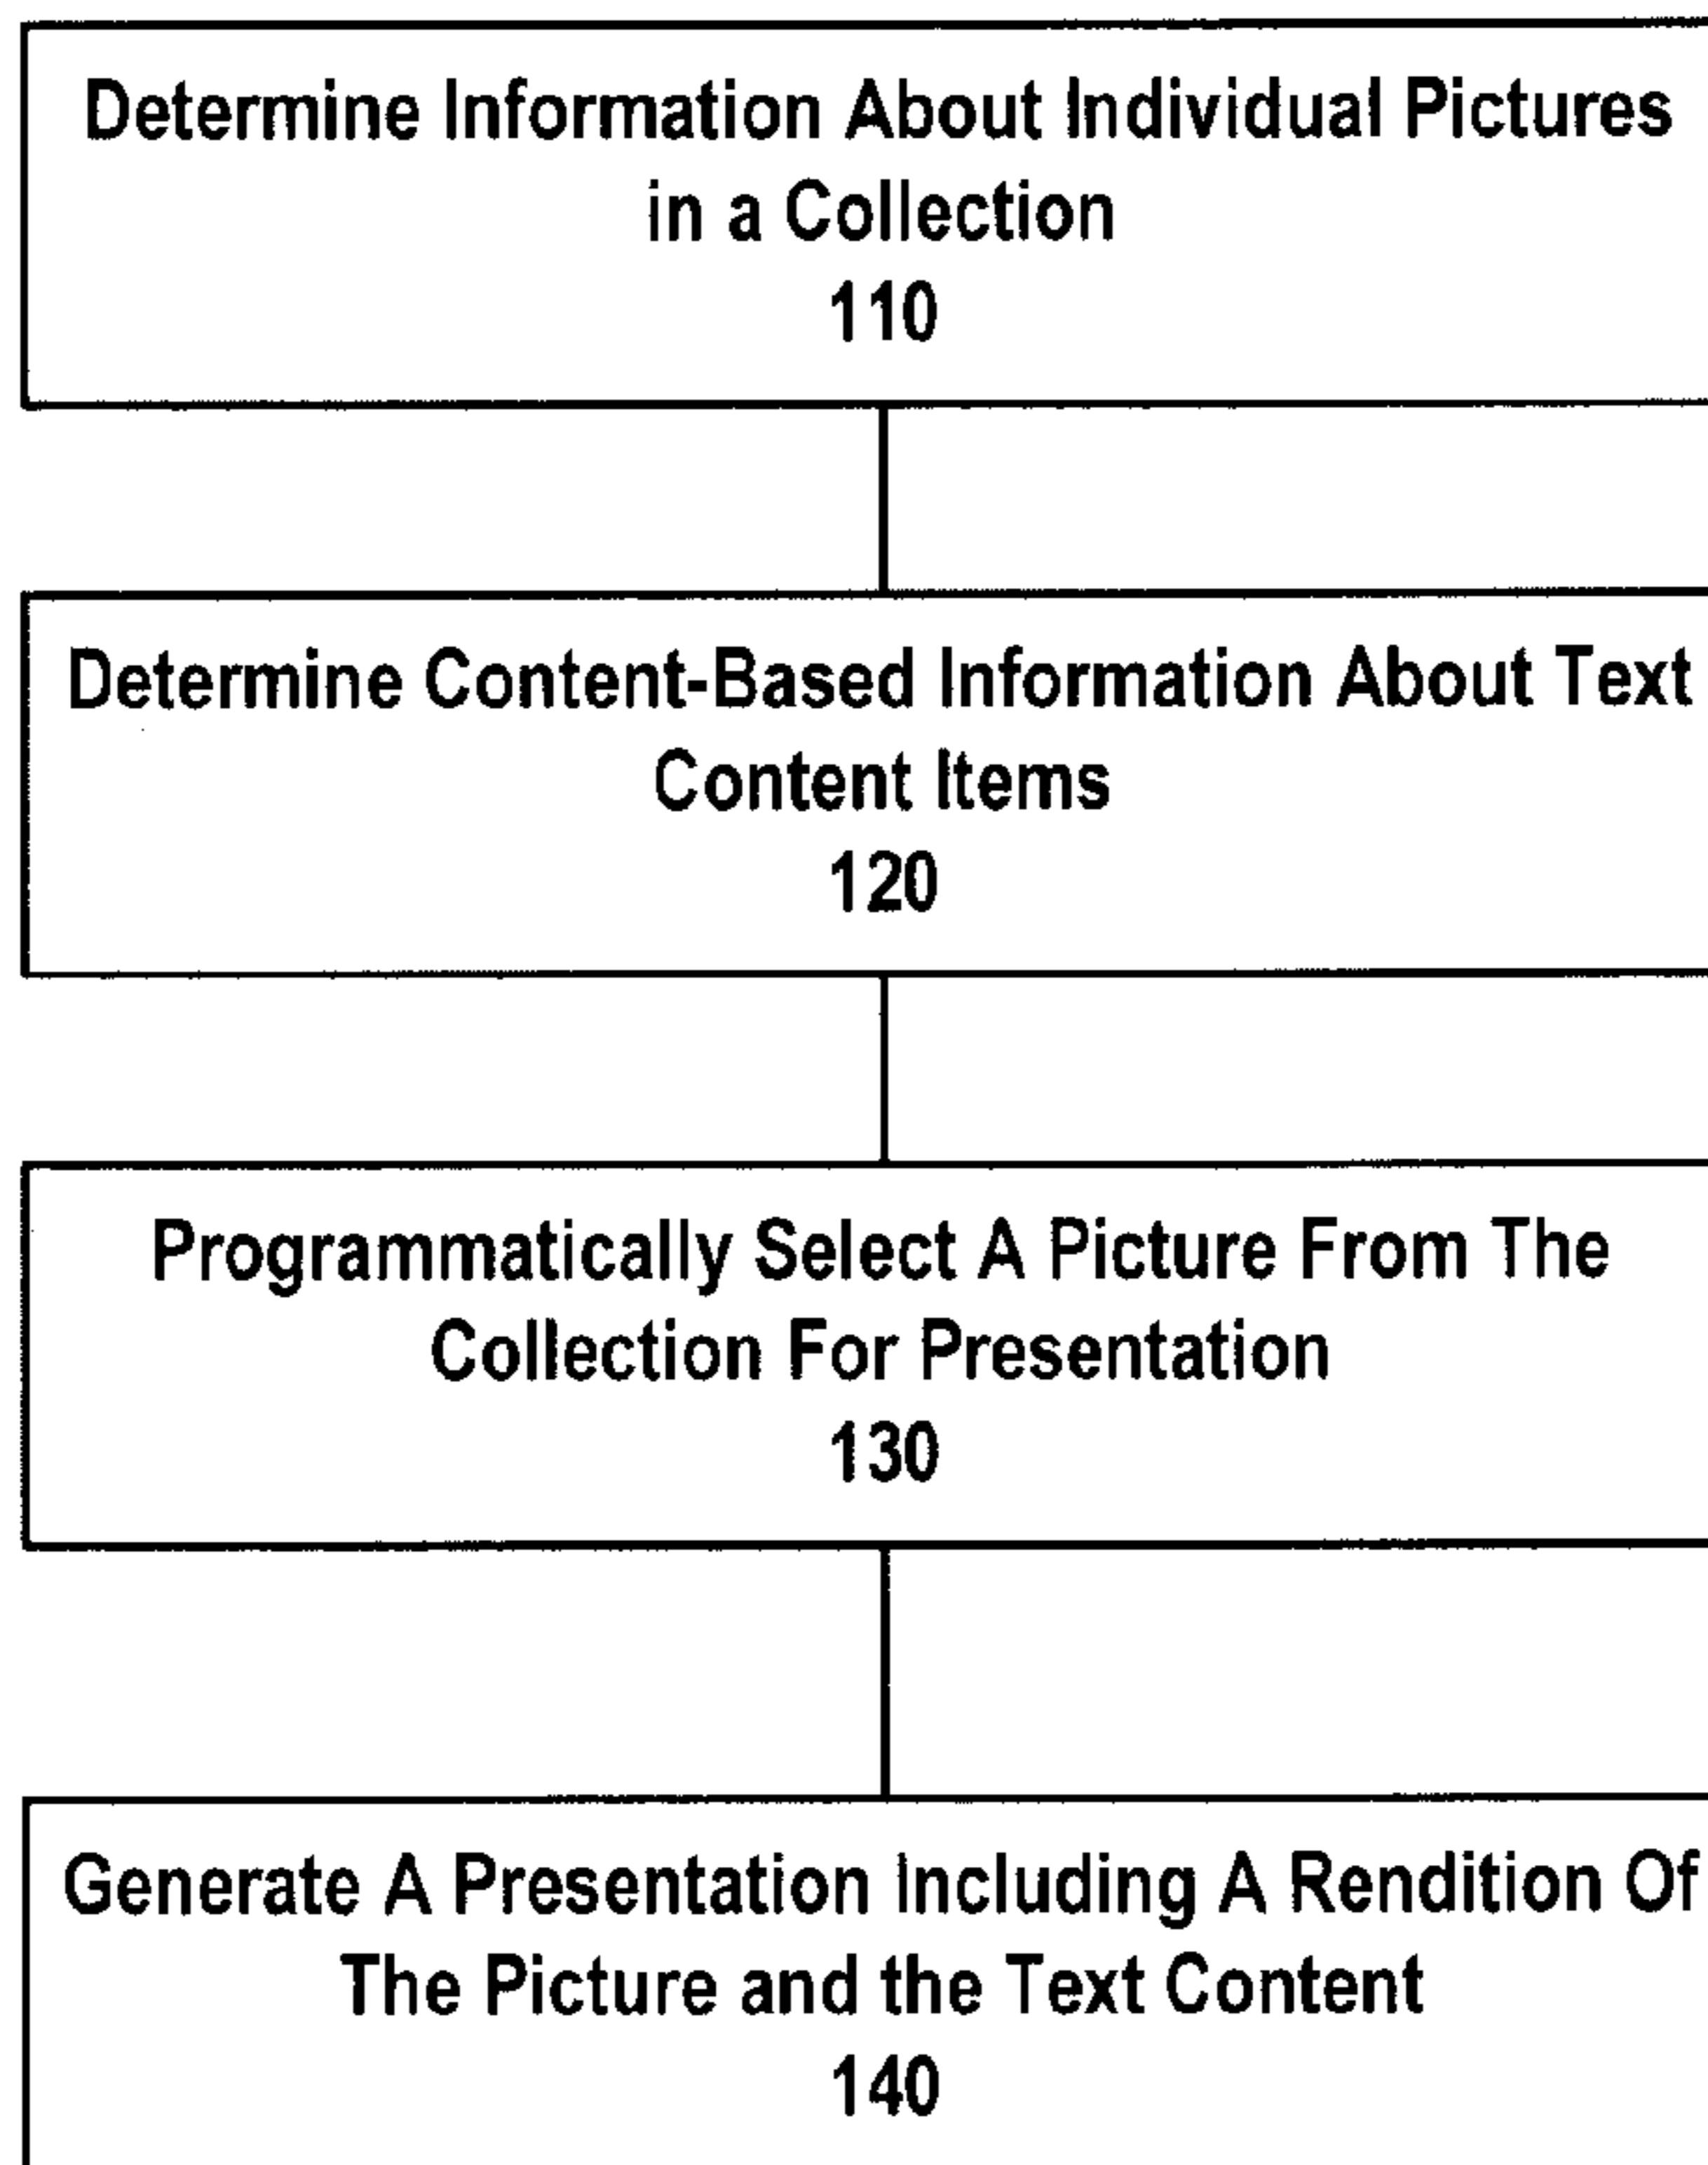 Determine Information About Individual Pictures
in a Collection
110
Determine Content-Based Information About Text
Content Items
120
Programmatically Select A Picture From The
Collection For Presentation
130
Generate A Presentation Including A Rendition Of
The Picture and the Text Content
140